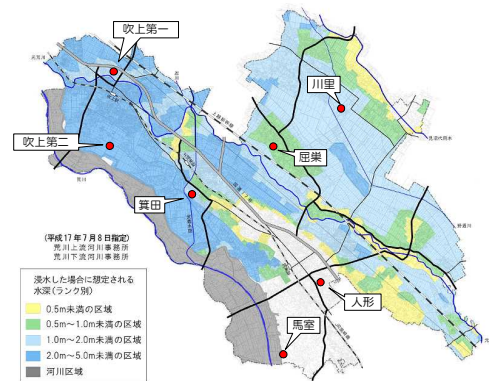 吹上第一
川里
吹上第二
屈巣
箕田
荒川
(平成17年7月8日指定)
荒川上流河川事務所
荒川下流河川事務所
人形
馬室
浸水した場合に想定される
水深(ランク別)
0.5m未満の区域
0.5m~1.0m未満の区域
1.0m~2.0m未満の区域
2.0m~5.0m未満の区域
河川区域